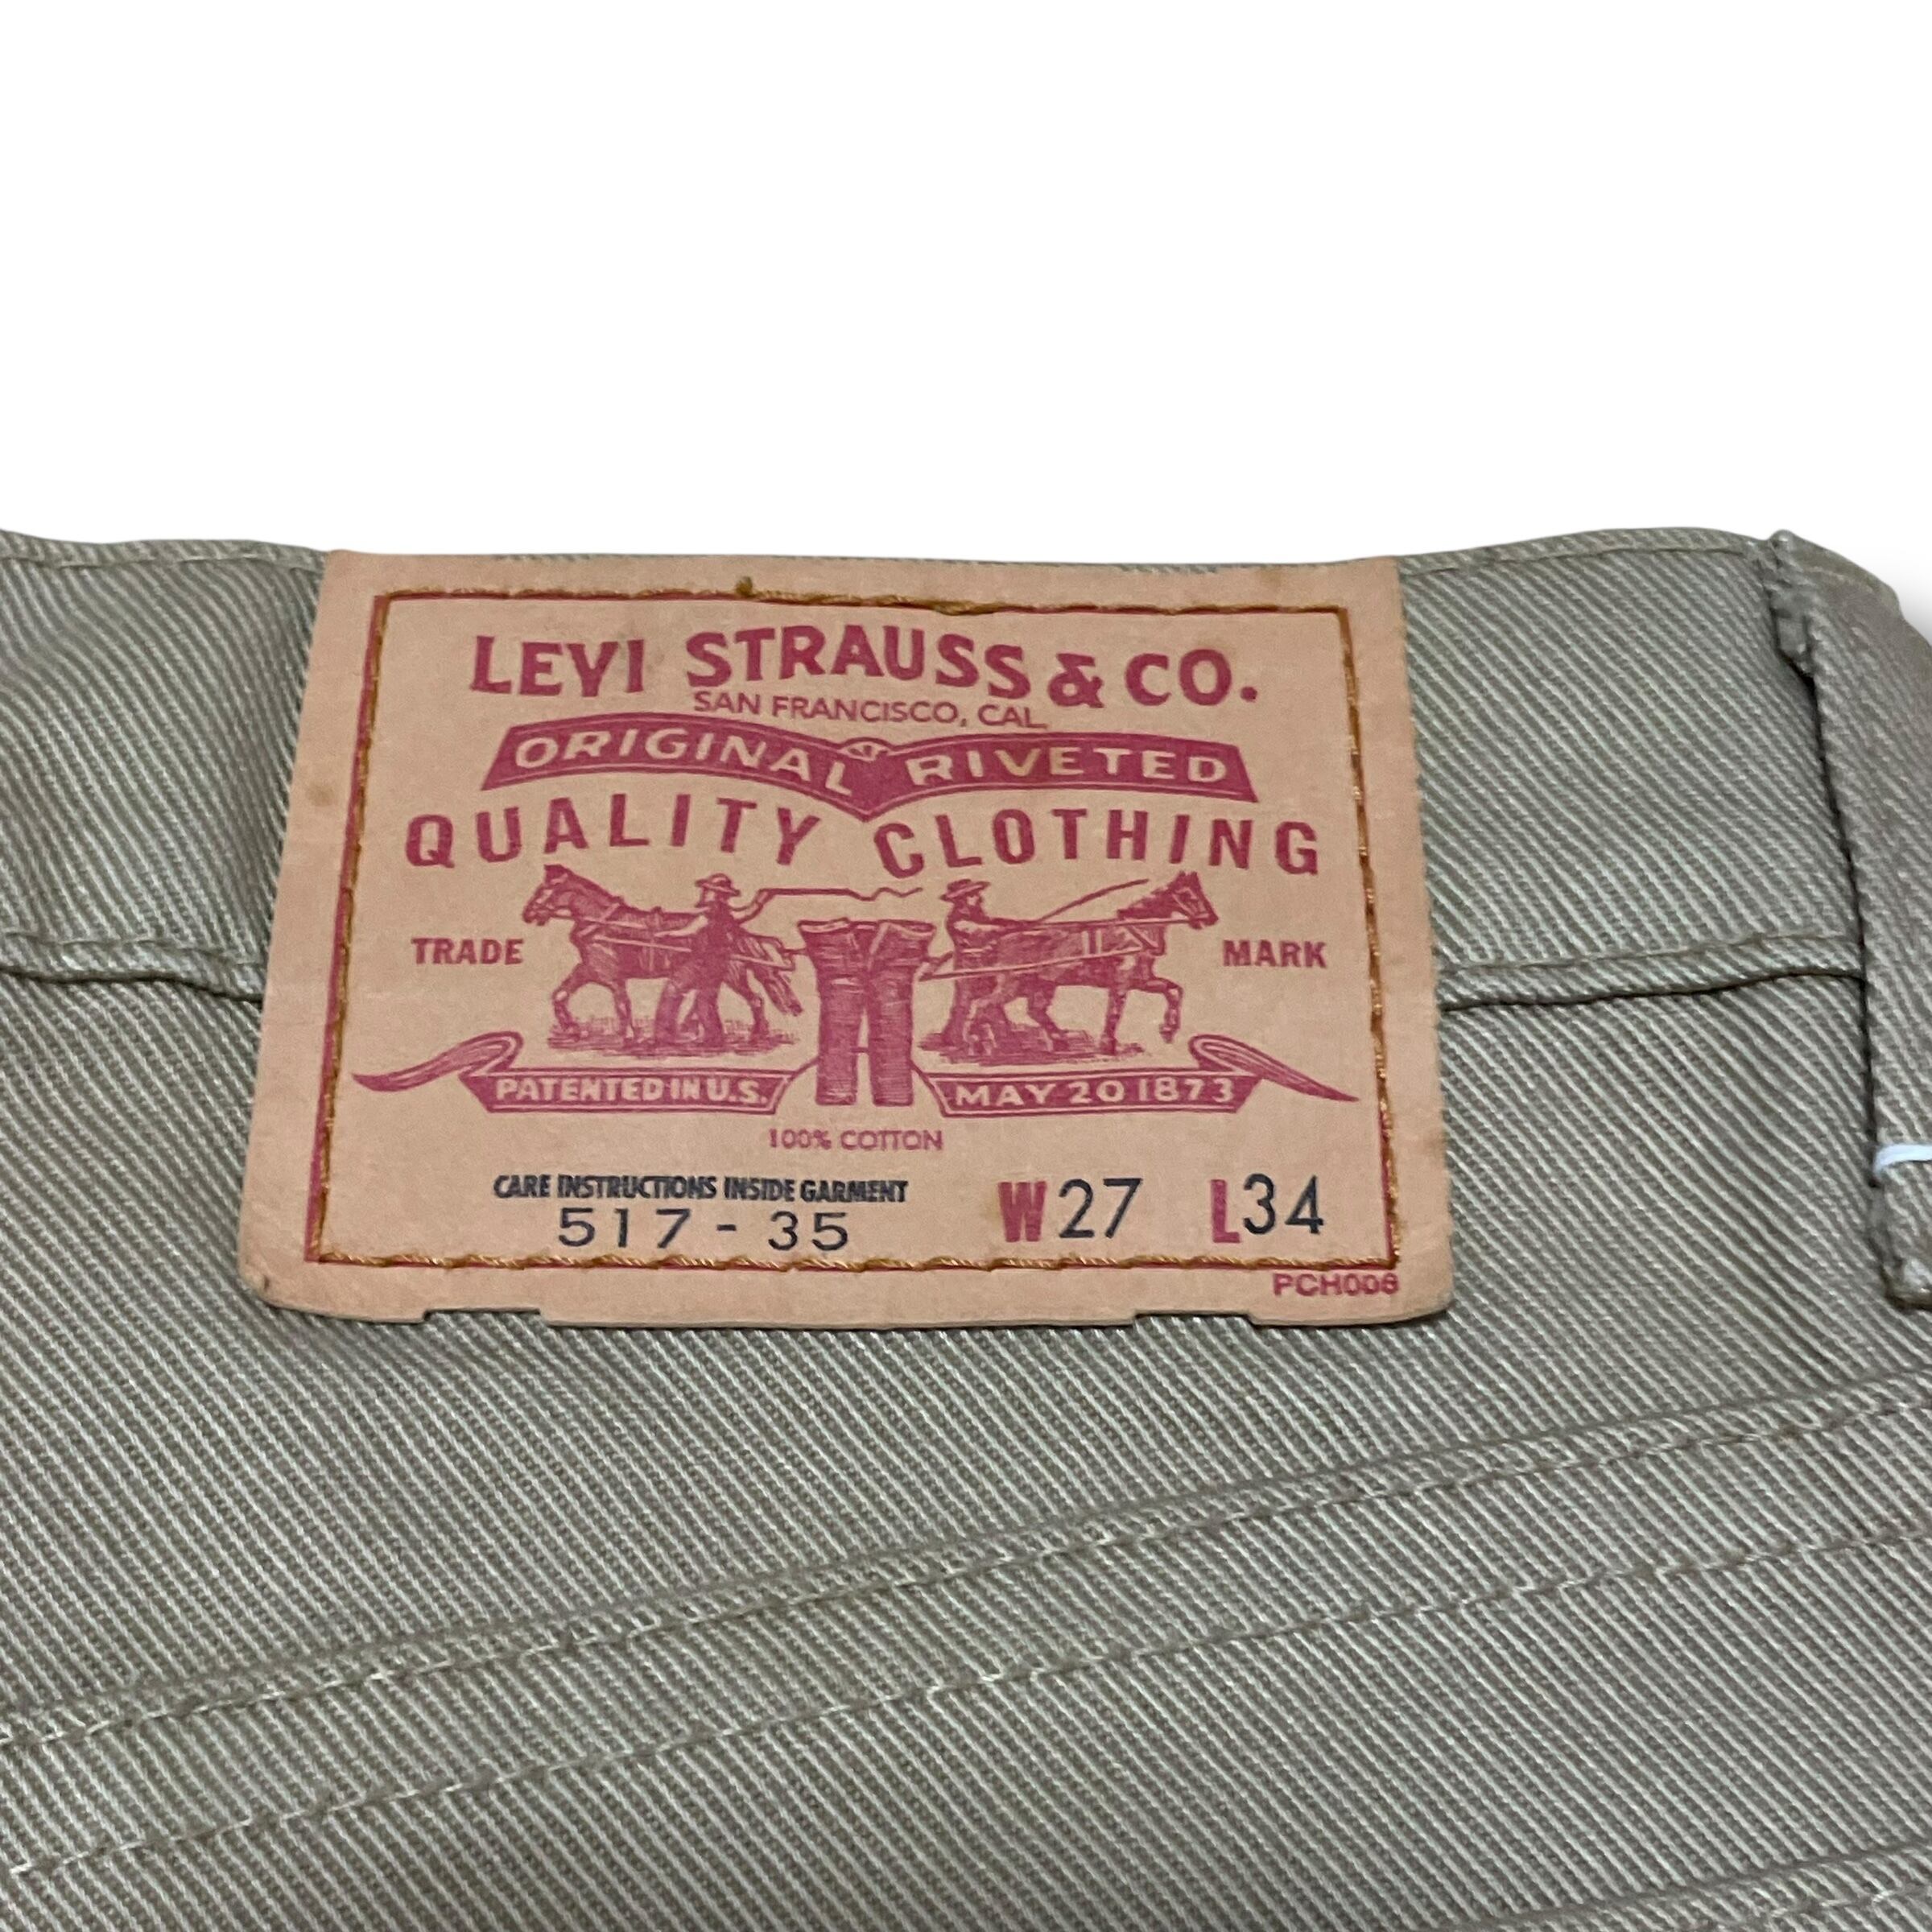 LEVI STRAUSS & CO.
SAN FRANCISCO, CAL.
ORIGINAL RIVETED
QUALITY CLOTHING
TRADE MARK
PATENTED IN U.S. MAY 20 1873
100% COTTON
CARE INSTRUCTIONS INSIDE GARMENT
517 - 35 W27 L34
PCH006